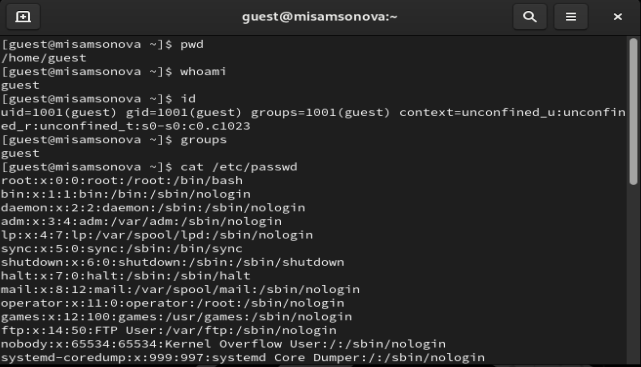 guest@misamsonova:~
[guest@misamsonova ~]$ pwd
/home/guest
[guest@misamsonova ~]$ whoami
guest
[guest@misamsonova ~]$ id
uid=1001(guest) gid=1001(guest) groups=1001(guest) context=unconfined_u:unconfin
ed_r:unconfined_t:s0-s0:c0.c1023
[guest@misamsonova ~]$ groups
guest
[guest@misamsonova ~]$ cat /etc/passwd
root:x:0:0:root:/root:/bin/bash
bin:x:1:1:bin:/bin:/sbin/nologin
daemon:x:2:2:daemon:/sbin:/sbin/nologin
adm:x:3:4:adm:/var/adm:/sbin/nologin
lp:x:4:7:lp:/var/spool/lpd:/sbin/nologin
sync:x:5:0:sync:/sbin:/bin/sync
shutdown:x:6:0:shutdown:/sbin:/sbin/shutdown
halt:x:7:0:halt:/sbin:/sbin/halt
mail:x:8:12:mail:/var/spool/mail:/sbin/nologin
operator:x:11:0:operator:/root:/sbin/nologin
games:x:12:100:games:/usr/games:/sbin/nologin
ftp:x:14:50:FTP User:/var/ftp:/sbin/nologin
nobody:x:65534:65534:Kernel Overflow User:/:/sbin/nologin
systemd-coredump:x:999:997:systemd Core Dumper:/:/sbin/nologin